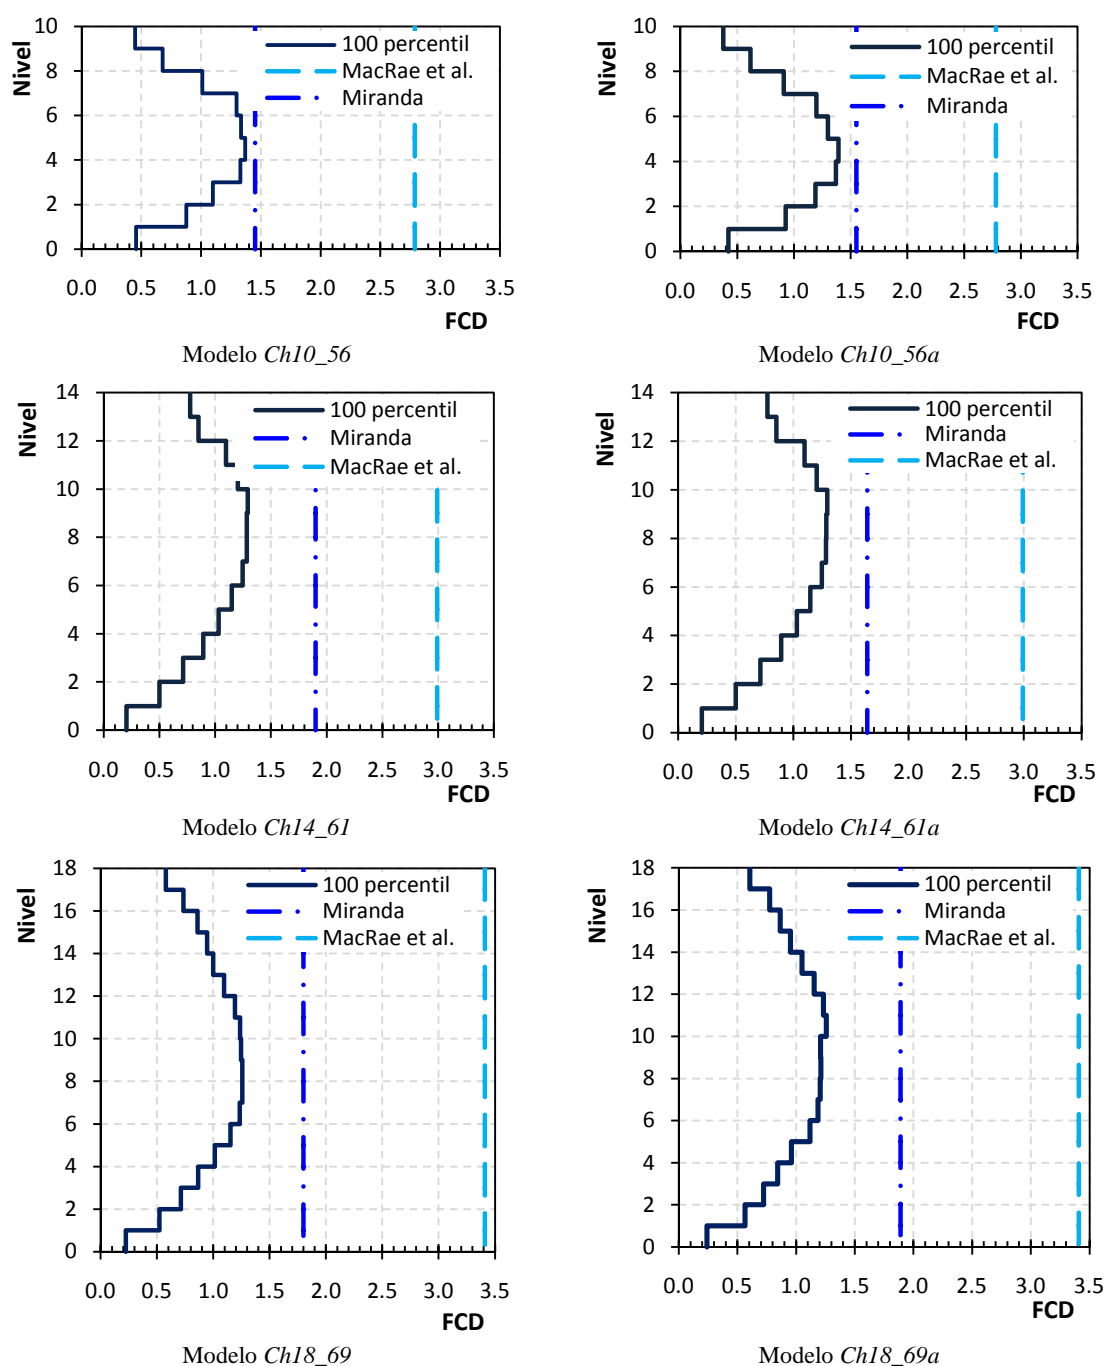 Nivel
10
8
6
4
2
0
100 percentil
MacRae et al.
Miranda
0.0 0.5 1.0 1.5 2.0 2.5 3.0 3.5
FCD
Modelo Ch10_56
Nivel
10
8
6
4
2
0
100 percentil
MacRae et al.
Miranda
0.0 0.5 1.0 1.5 2.0 2.5 3.0 3.5
FCD
Modelo Ch10_56a
Nivel
14
12
10
8
6
4
2
0
100 percentil
Miranda
MacRae et al.
0.0 0.5 1.0 1.5 2.0 2.5 3.0 3.5
FCD
Modelo Ch14_61
Nivel
14
12
10
8
6
4
2
0
100 percentil
Miranda
MacRae et al.
0.0 0.5 1.0 1.5 2.0 2.5 3.0 3.5
FCD
Modelo Ch14_61a
Nivel
18
16
14
12
10
8
6
4
2
0
100 percentil
Miranda
MacRae et al.
0.0 0.5 1.0 1.5 2.0 2.5 3.0 3.5
FCD
Modelo Ch18_69
Nivel
18
16
14
12
10
8
6
4
2
0
100 percentil
Miranda
MacRae et al.
0.0 0.5 1.0 1.5 2.0 2.5 3.0 3.5
FCD
Modelo Ch18_69a